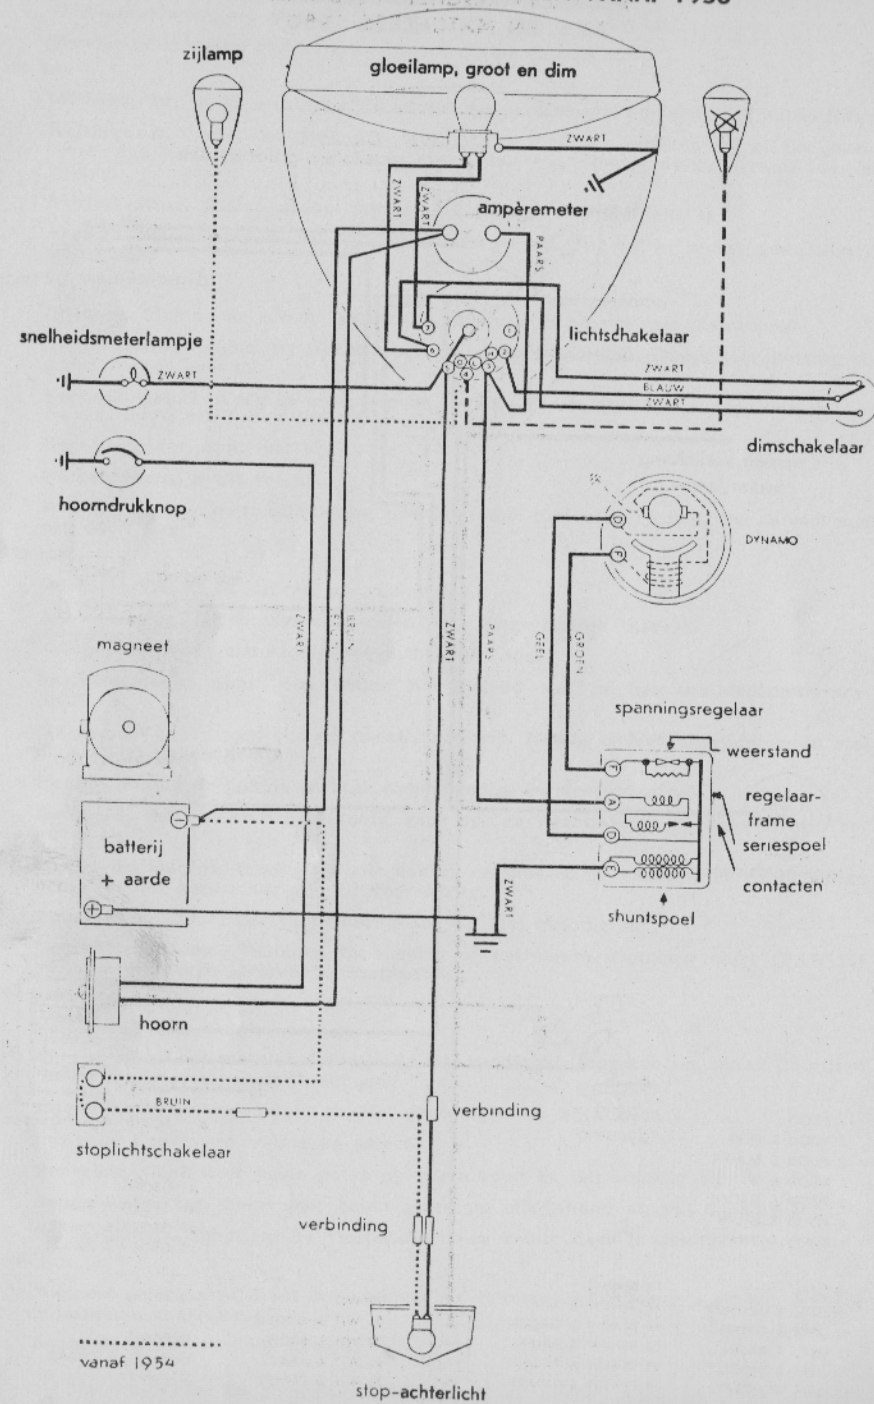 1956
zijlamp
gloeilamp, groot en dim
ZWART
ZWART
ZWART
ampèremeter
PAARS
snelheidsmeterlampje
lichtschakelaar
ZWART
ZWART
BLAUW
ZWART
dimschakelaar
hoorndrukknop
D
F
DYNAMO
ZWART
BRUIN
ZWART
PAARS
GEEL
GROEN
magneet
spanningsregelaar
weerstand
F
A
D
E
regelaar-
frame
seriespoel
contacten
batterij
+ aarde
ZWART
shuntspoel
hoorn
BRUIN
verbinding
stoplichtschakelaar
verbinding
vanaf 1954
stop-achterlicht